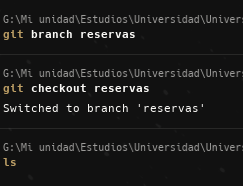 G:\Mi unidad\Estudios\Universidad\Univers
git branch reservas
G:\Mi unidad\Estudios\Universidad\Univers
git checkout reservas
Switched to branch 'reservas'
G:\Mi unidad\Estudios\Universidad\Univers
ls